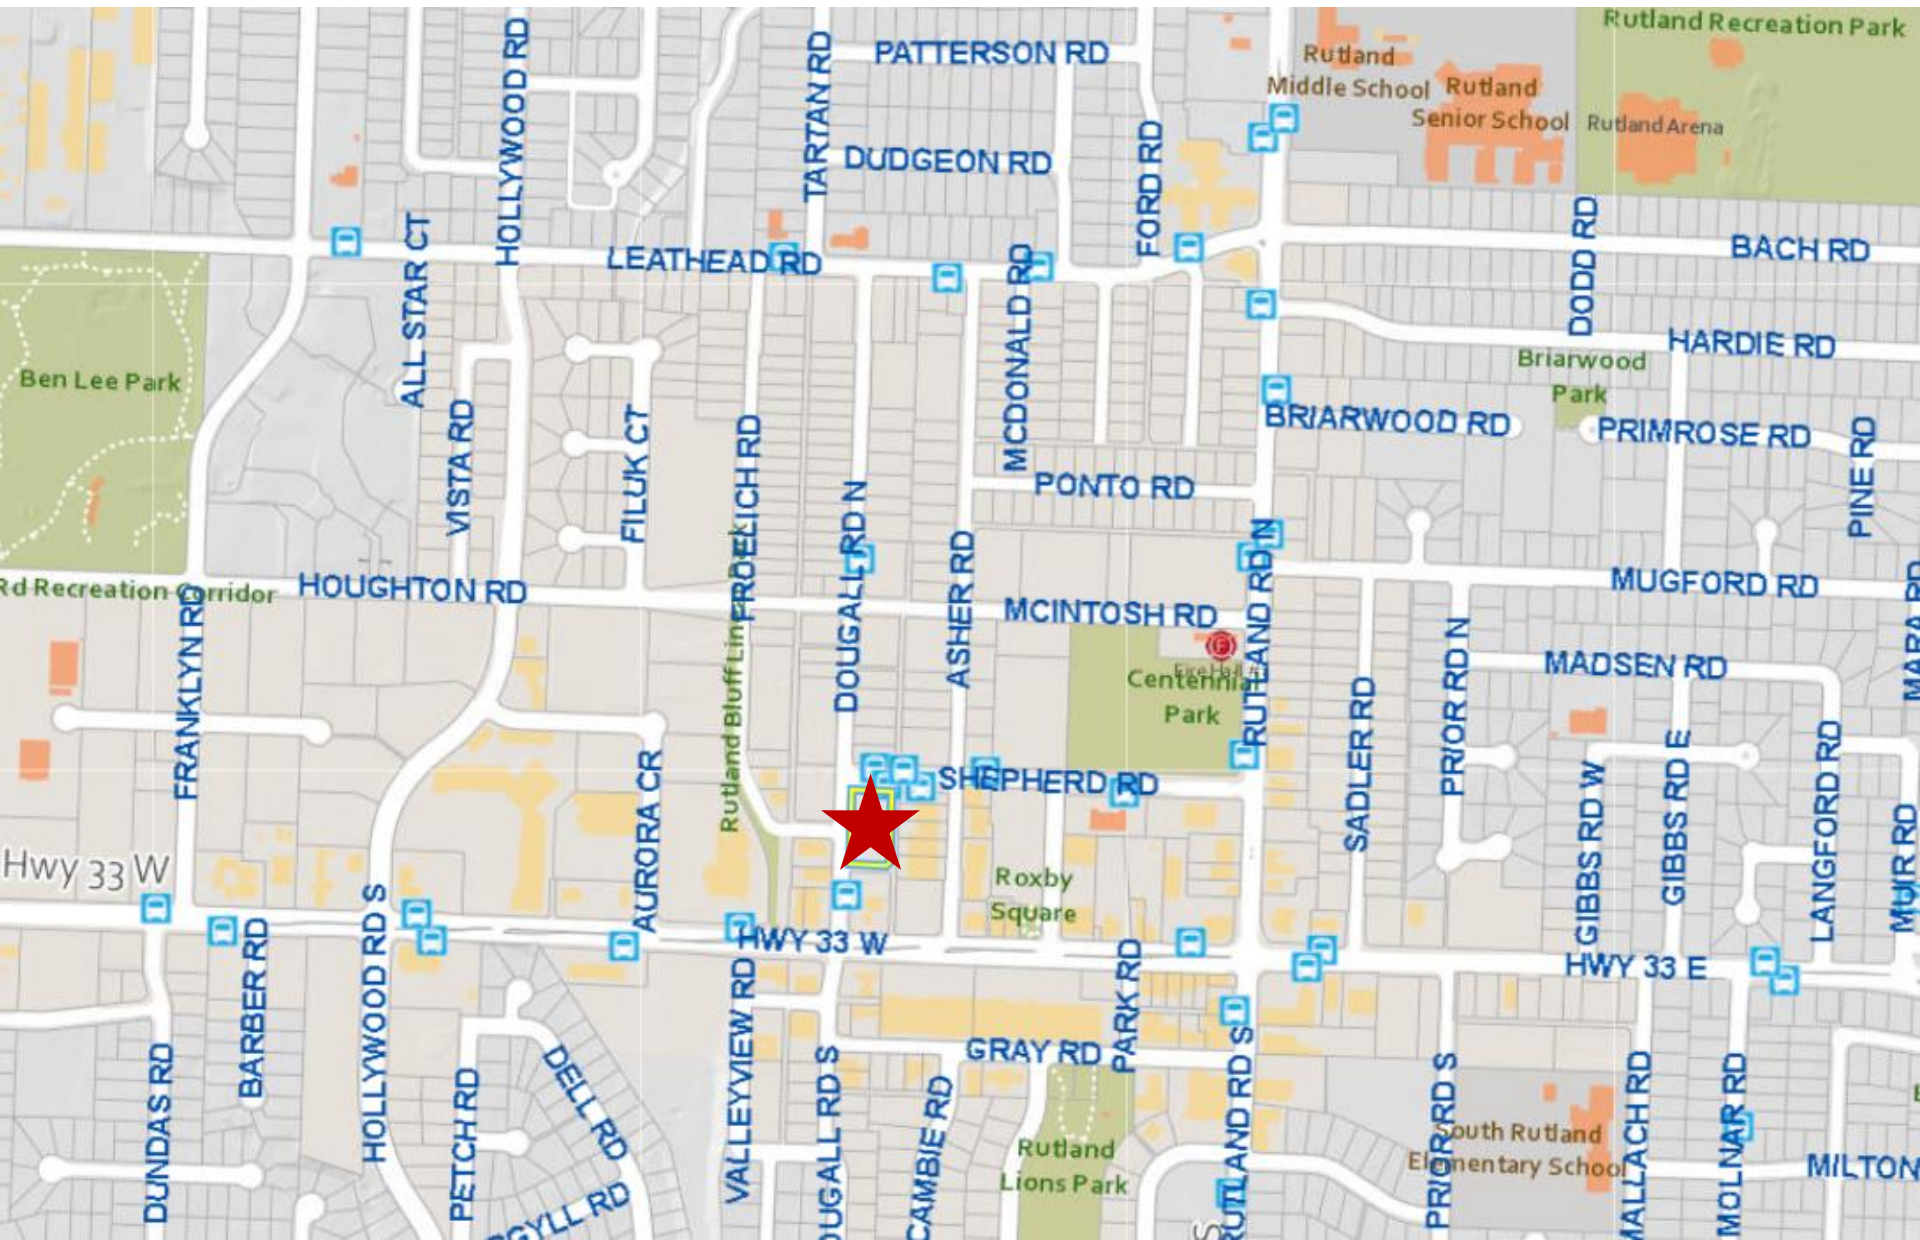 Rutland Recreation Park
PATTERSON RD
Rutland
Middle School
Rutland
Senior School
Rutland Arena
HOLLYWOOD RD
TARTAN RD
DUDGEON RD
FORD RD
ALL STAR CT
LEATHEAD RD
MCDONALD RD
DODD RD
BACH RD
HARDIE RD
Briarwood
Park
Ben Lee Park
VISTA RD
FILUK CT
FROELICH RD
BRIARWOOD RD
PRIMROSE RD
PINE RD
PONTO RD
DOUGALL RD N
ASHER RD
RUTLAND RD N
Rd Recreation Corridor
HOUGHTON RD
MCINTOSH RD
MUGFORD RD
MARA RD
FRANKLYN RD
F
Fire Hall
Centennial
Park
MADSEN RD
PRIOR RD N
SADLER RD
GIBBS RD W
GIBBS RD E
LANGFORD RD
MUIR RD
AURORA CR
SHEPHERD RD
Hwy 33 W
Roxby
Square
HOLLYWOOD RD S
BARBER RD
HWY 33 W
HWY 33 E
VALLEYVIEW RD
PARK RD
GRAY RD
DUNDAS RD
PETCH RD
DELL RD
OUGALL RD S
CAMBIE RD
RUTLAND RD S
PRIOR RD S
MALLACH RD
MOLNAR RD
Rutland
Lions Park
South Rutland
Elementary School
MILTON
GYLL RD
S